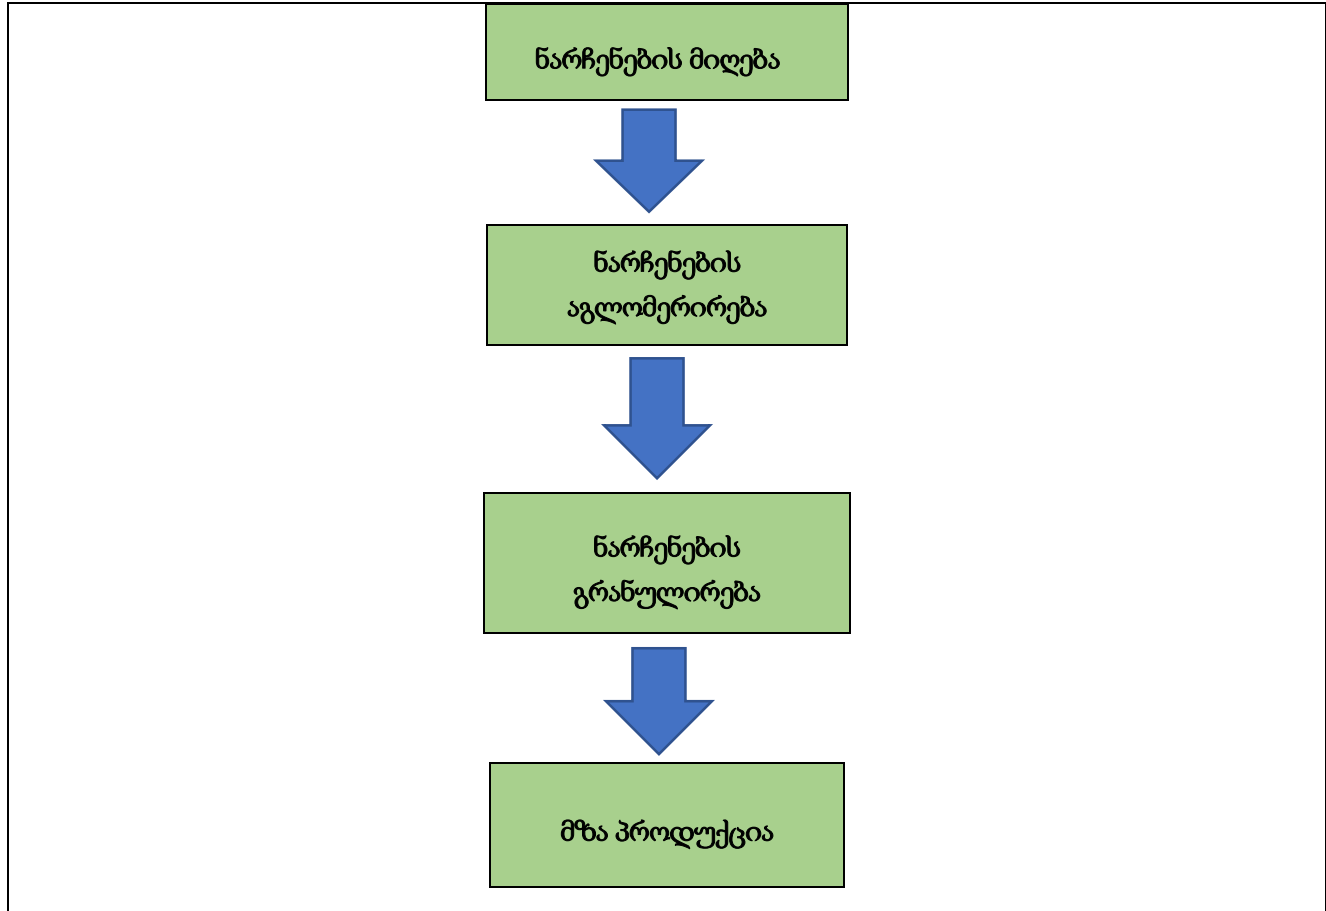 ნარჩენების მიღება
ნარჩენების
აგლომერირება
ნარჩენების
გრანულირება
მზა პროდუქცია